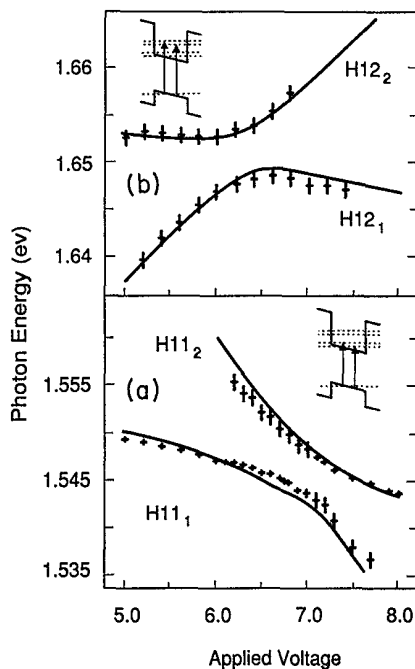 1.66
H12₂
1.65
(b)
H12₁
1.64
Photon Energy (ev)
H11₂
1.555
(a)
1.545
H11₁
1.535
5.0 6.0 7.0 8.0
Applied Voltage